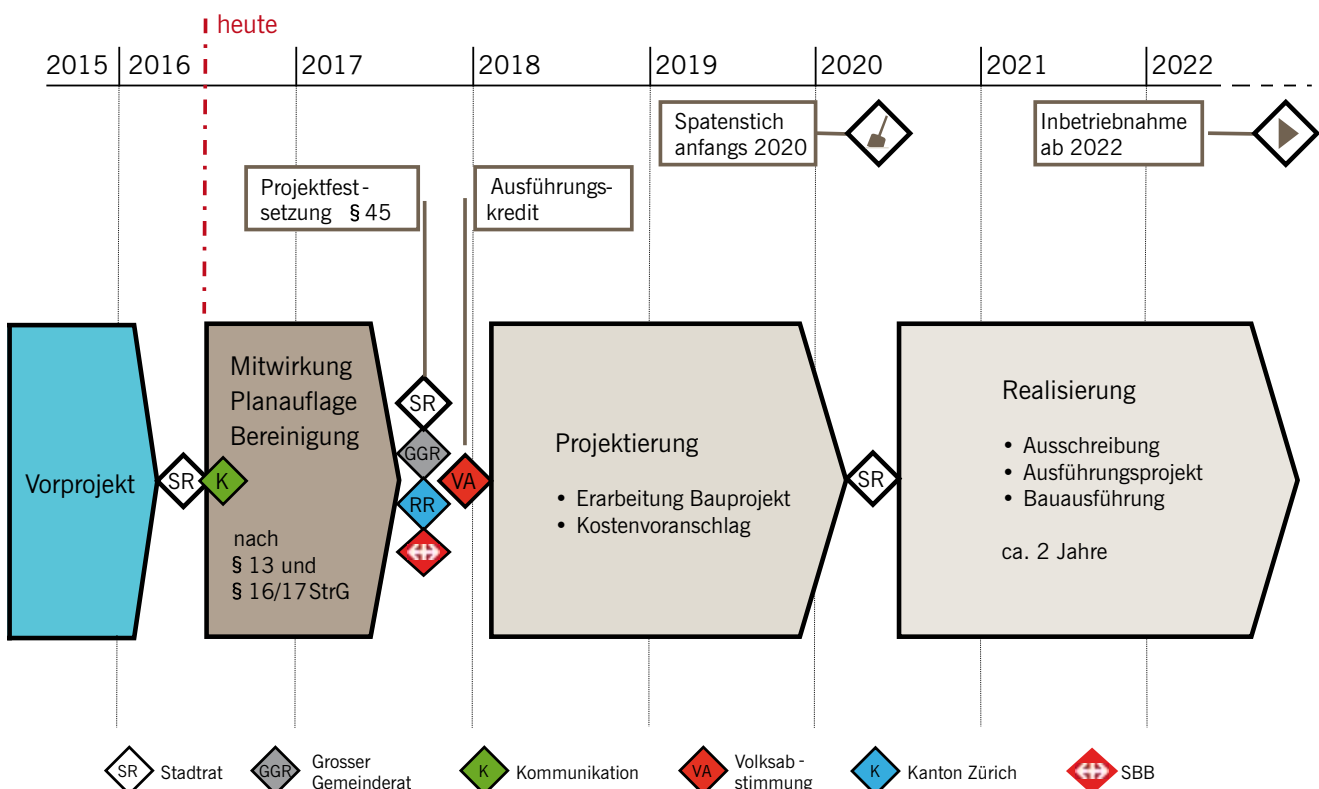 heute
2015 2016 2017 2018 2019 2020 2021 2022
Spatenstich
anfangs 2020
Inbetriebnahme
ab 2022
Projektfest-
setzung § 45
Ausführungs-
kredit
Vorprojekt
SR
K
Mitwirkung
Planauflage
Bereinigung
nach
§ 13 und
§ 16/17 StrG
SR
GGR
RR
VA
Projektierung
• Erarbeitung Bauprojekt
• Kostenvoranschlag
SR
Realisierung
• Ausschreibung
• Ausführungsprojekt
• Bauausführung
ca. 2 Jahre
SR Stadtrat
GGR Grosser
Gemeinderat
K Kommunikation
VA Volksab-
stimmung
K Kanton Zürich
SBB